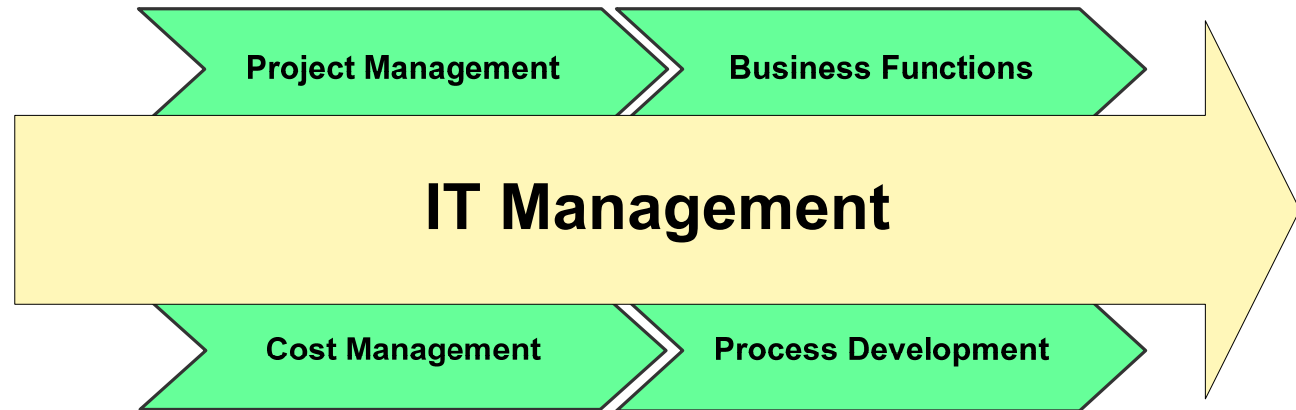 Project Management
Business Functions
IT Management
Cost Management
Process Development